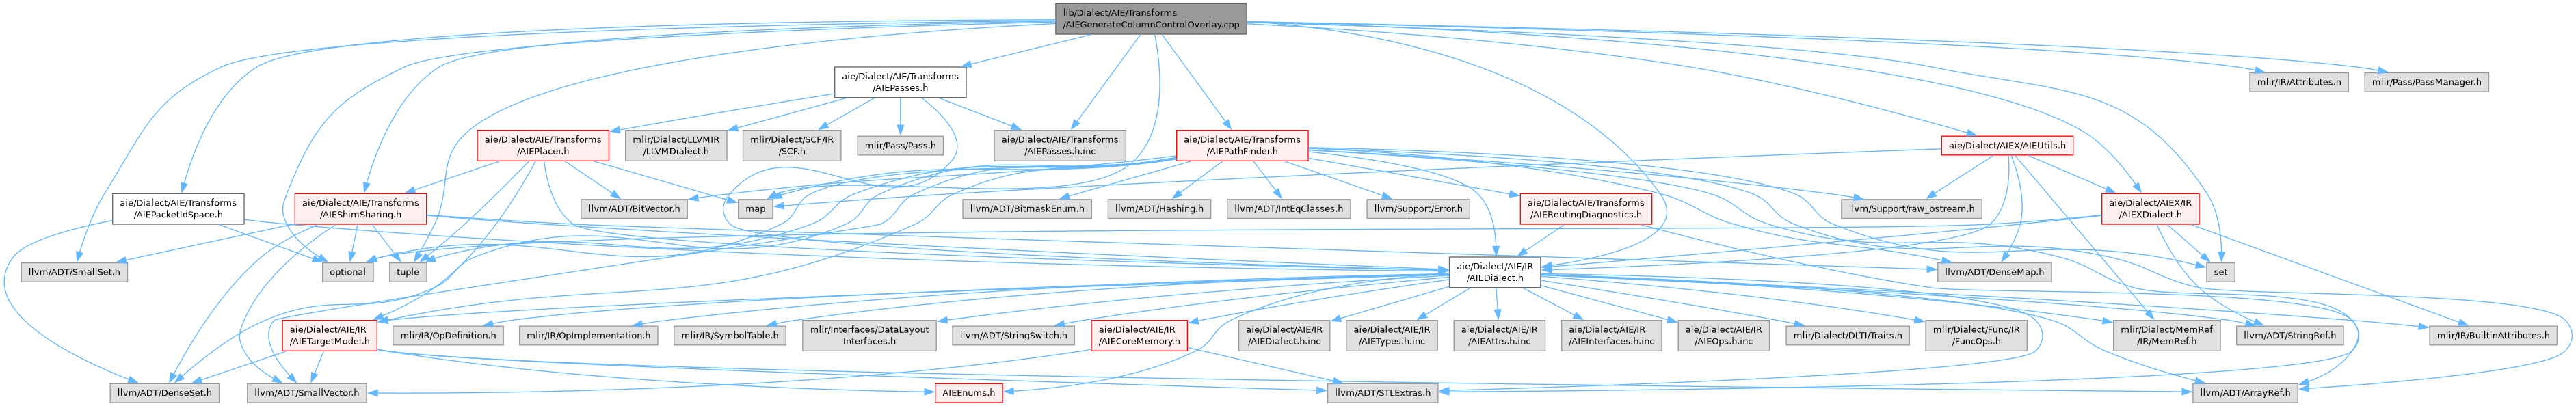 lib/Dialect/AIE/Transforms
/AIEGenerateColumnControlOverlay.cpp
aie/Dialect/AIE/Transforms
/AIEPasses.h
mlir/IR/Attributes.h
mlir/Pass/PassManager.h
aie/Dialect/AIE/Transforms
/AIEPlacer.h
mlir/Dialect/LLVMIR
/LLVMDialect.h
mlir/Dialect/SCF/IR
/SCF.h
mlir/Pass/Pass.h
aie/Dialect/AIE/Transforms
/AIEPasses.h.inc
aie/Dialect/AIE/Transforms
/AIEPathFinder.h
aie/Dialect/AIEX/AIEUtils.h
aie/Dialect/AIE/Transforms
/AIEPacketIdSpace.h
aie/Dialect/AIE/Transforms
/AIEShimSharing.h
llvm/ADT/BitVector.h
map
llvm/ADT/BitmaskEnum.h
llvm/ADT/Hashing.h
llvm/ADT/IntEqClasses.h
llvm/Support/Error.h
aie/Dialect/AIE/Transforms
/AIERoutingDiagnostics.h
llvm/Support/raw_ostream.h
aie/Dialect/AIEX/IR
/AIEXDialect.h
llvm/ADT/SmallSet.h
optional
tuple
aie/Dialect/AIE/IR
/AIEDialect.h
llvm/ADT/DenseMap.h
set
aie/Dialect/AIE/IR
/AIETargetModel.h
mlir/IR/OpDefinition.h
mlir/IR/OpImplementation.h
mlir/IR/SymbolTable.h
mlir/Interfaces/DataLayout
Interfaces.h
llvm/ADT/StringSwitch.h
aie/Dialect/AIE/IR
/AIECoreMemory.h
aie/Dialect/AIE/IR
/AIEDialect.h.inc
aie/Dialect/AIE/IR
/AIETypes.h.inc
aie/Dialect/AIE/IR
/AIEAttrs.h.inc
aie/Dialect/AIE/IR
/AIEInterfaces.h.inc
aie/Dialect/AIE/IR
/AIEOps.h.inc
mlir/Dialect/DLTI/Traits.h
mlir/Dialect/Func/IR
/FuncOps.h
mlir/Dialect/MemRef
/IR/MemRef.h
llvm/ADT/StringRef.h
mlir/IR/BuiltinAttributes.h
llvm/ADT/DenseSet.h
llvm/ADT/SmallVector.h
AIEEnums.h
llvm/ADT/STLExtras.h
llvm/ADT/ArrayRef.h